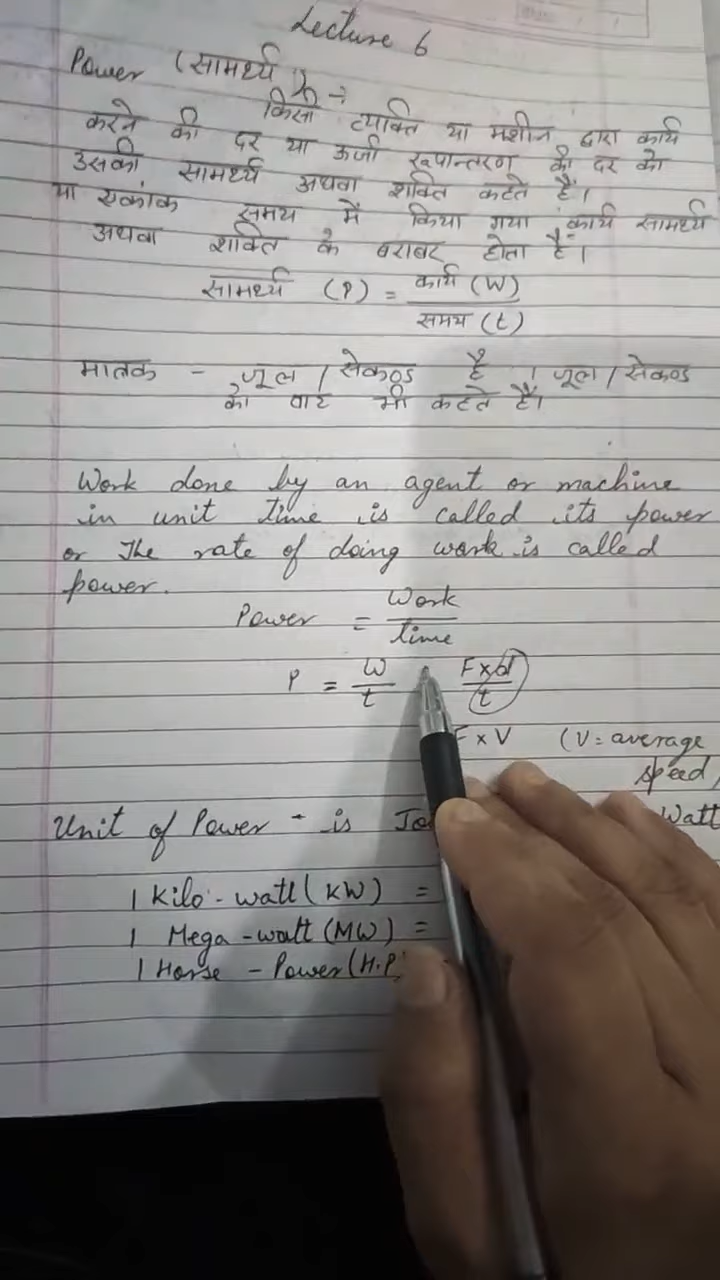 Lecture 6
Power (सामर्थ्य) :→
किसी व्यक्ति या मशीन द्वारा कार्य
करने की दर या ऊर्जा रूपान्तरण की दर को
उसकी सामर्थ्य अथवा शक्ति कहते हैं।
या एकांक समय में किया गया कार्य सामर्थ्य
अथवा शक्ति के बराबर होता है।
सामर्थ्य (P) = कार्य (W)
समय (t)
मातक - जूल / सेकण्ड है । जूल / सेकण्ड
को वाट भी कहते हैं।
Work done by an agent or machine
in unit time is called its power
or The rate of doing work is called
power.
Power = Work
Time
P = W F×d
t t
F×V (V = average
speed,
Unit of Power - is Watt
1 Kilo-watt (KW) =
1 Mega-watt (MW) =
1 Horse-Power (H.P)